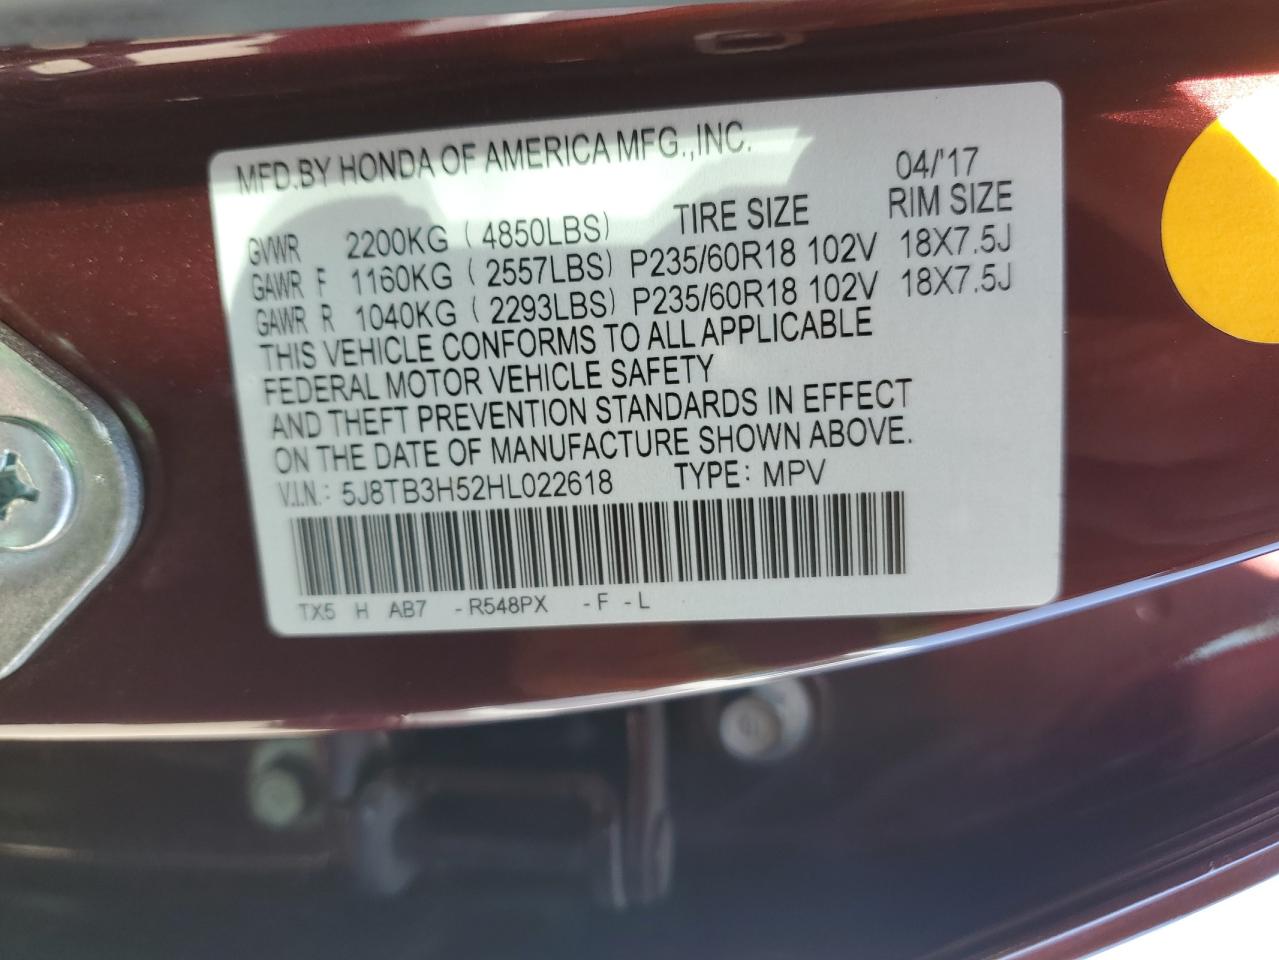 MFD.BY HONDA OF AMERICA MFG.,INC.
04/'17
TIRE SIZE RIM SIZE
GVWR 2200KG ( 4850LBS)
GAWR F 1160KG ( 2557LBS) P235/60R18 102V 18X7.5J
GAWR R 1040KG ( 2293LBS) P235/60R18 102V 18X7.5J
THIS VEHICLE CONFORMS TO ALL APPLICABLE
FEDERAL MOTOR VEHICLE SAFETY
AND THEFT PREVENTION STANDARDS IN EFFECT
ON THE DATE OF MANUFACTURE SHOWN ABOVE.
V.I.N.: 5J8TB3H52HL022618 TYPE: MPV
TX5 H AB7 -R548PX -F -L